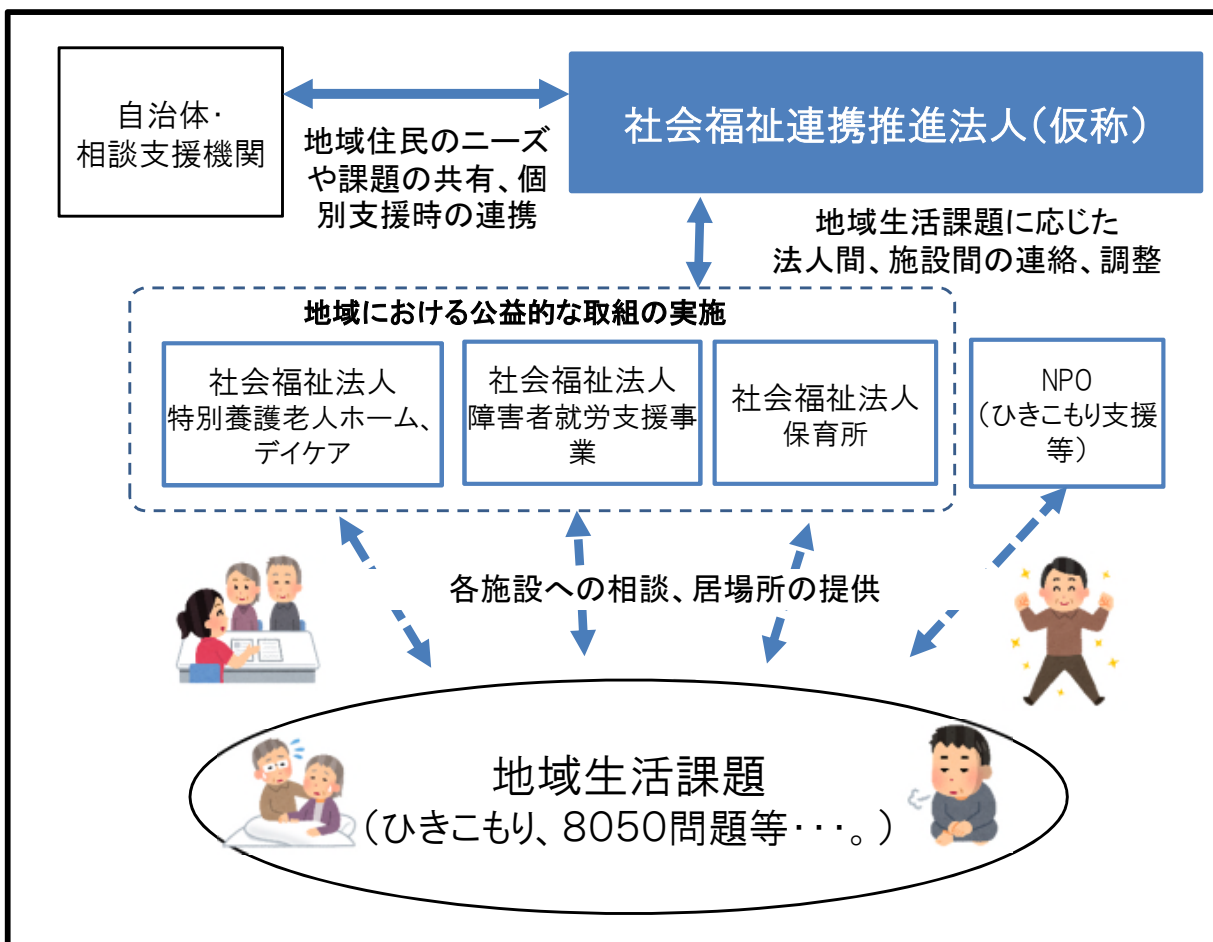 自治体・
相談支援機関
社会福祉連携推進法人（仮称）
地域住民のニーズ
や課題の共有、個
別支援時の連携
地域生活課題に応じた
法人間、施設間の連絡、調整
地域における公益的な取組の実施
社会福祉法人
特別養護老人ホーム、
デイケア
社会福祉法人
障害者就労支援事
業
社会福祉法人
保育所
NPO
（ひきこもり支援
等）
各施設への相談、居場所の提供
地域生活課題
（ひきこもり、8050問題等・・・。）